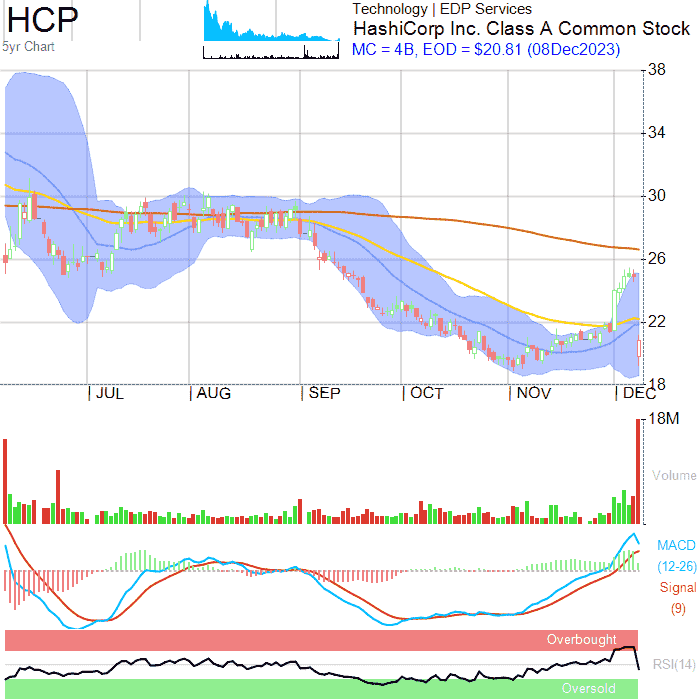 HCP
5yr Chart
Technology | EDP Services
HashiCorp Inc. Class A Common Stock
MC = 4B, EOD = $20.81 (08Dec2023)
38
34
30
26
22
18
JUL AUG SEP OCT NOV DEC
18M
Volume
MACD
(12-26)
Signal
(9)
Overbought
RSI(14)
Oversold